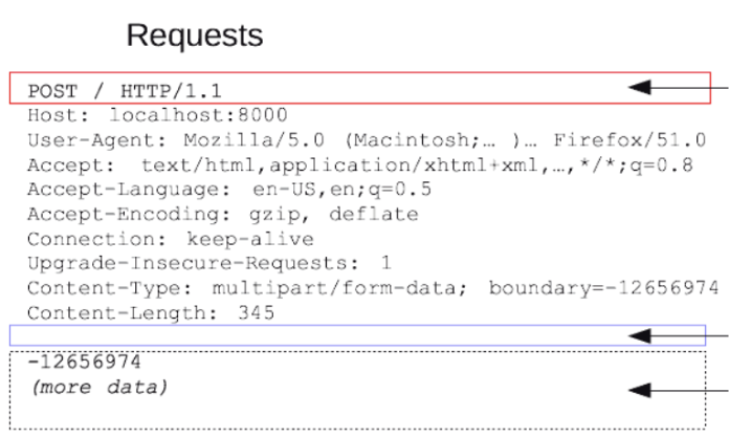 Requests
POST / HTTP/1.1
Host: localhost:8000
User-Agent: Mozilla/5.0 (Macintosh;… )… Firefox/51.0
Accept: text/html,application/xhtml+xml,…,*/*;q=0.8
Accept-Language: en-US,en;q=0.5
Accept-Encoding: gzip, deflate
Connection: keep-alive
Upgrade-Insecure-Requests: 1
Content-Type: multipart/form-data; boundary=-12656974
Content-Length: 345
-12656974
(more data)